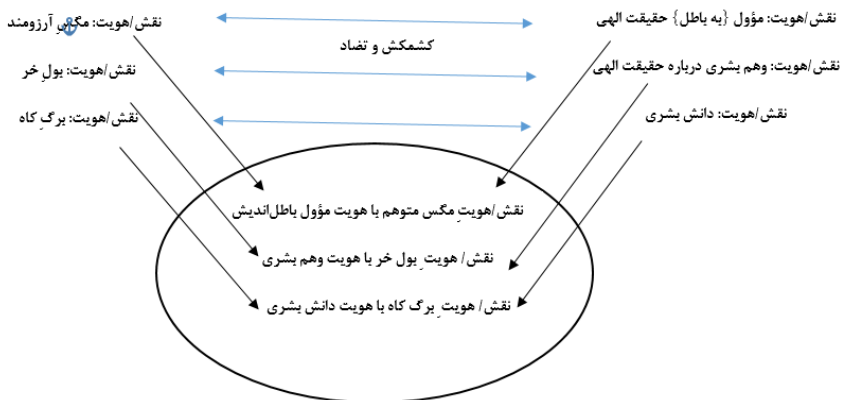 نقش/هویت: مؤول {به باطل} حقیقت الهی
نقش/هویت: مگسِ آرزومند
کشمکش و تضاد
نقش/هویت: وهم بشری درباره حقیقت الهی
نقش/هویت: بول خر
نقش/هویت: دانش بشری
نقش/هویت: برگ کاه
نقش/هویتِ مگس متوهم با هویت مؤول باطل‌اندیش
نقش/ هویتِ بول خر با هویت وهم بشری
نقش/ هویتِ برگ کاه با هویت دانش بشری